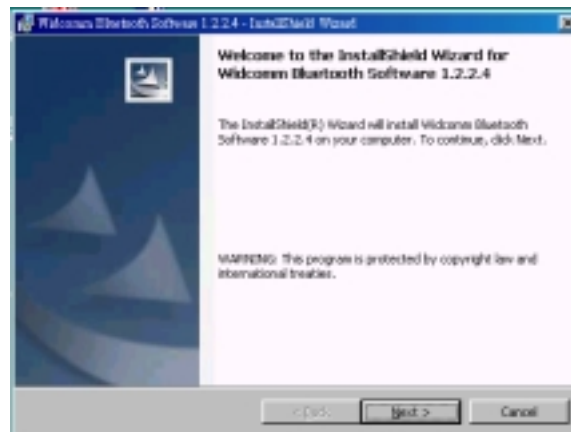 Widcomm Bluetooth Software 1.2.2.4 - InstallShield Wizard
Welcome to the InstallShield Wizard for
Widcomm Bluetooth Software 1.2.2.4
The InstallShield(R) Wizard will install Widcomm Bluetooth
Software 1.2.2.4 on your computer. To continue, click Next.
WARNING: This program is protected by copyright law and
international treaties.
< Back
Next >
Cancel